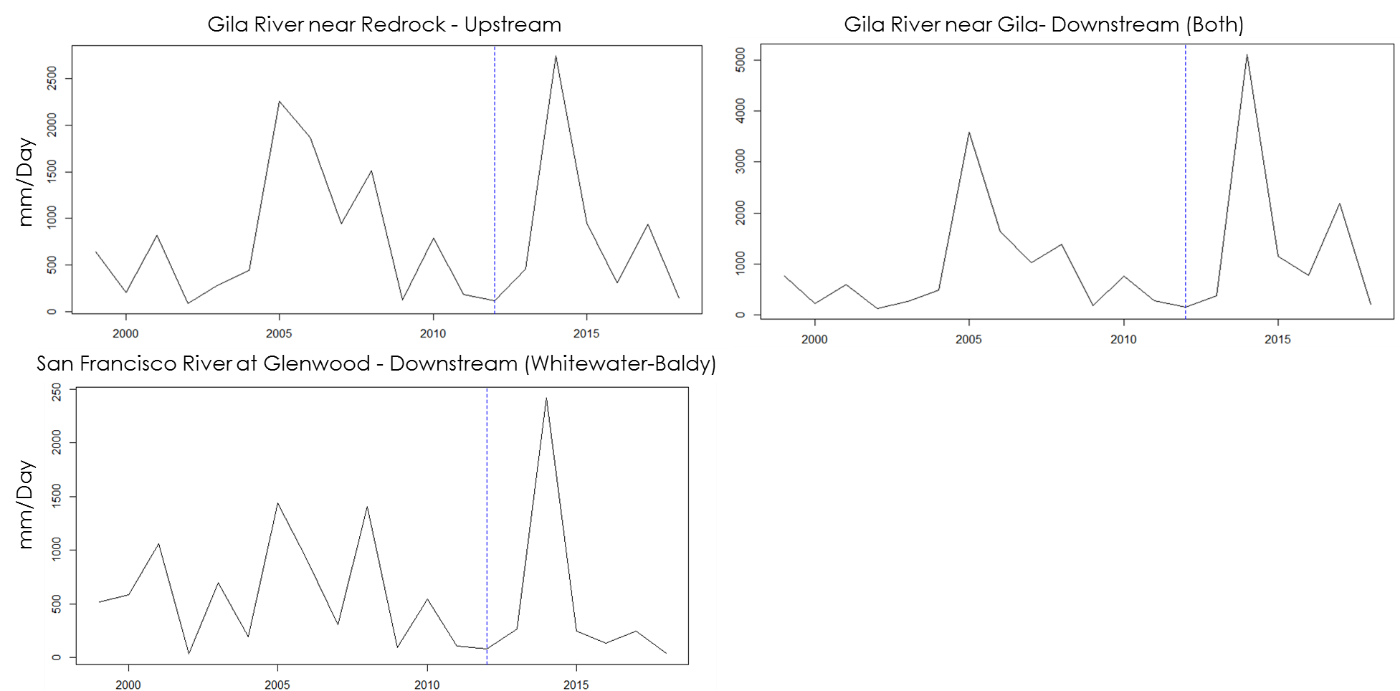 Gila River near Redrock - Upstream
mm/Day
2500
2000
1500
1000
500
0
2000 2005 2010 2015
Gila River near Gila- Downstream (Both)
5000
4000
3000
2000
1000
0
2000 2005 2010 2015
San Francisco River at Glenwood - Downstream (Whitewater-Baldy)
mm/Day
250
2000
1500
1000
500
0
2000 2005 2010 2015